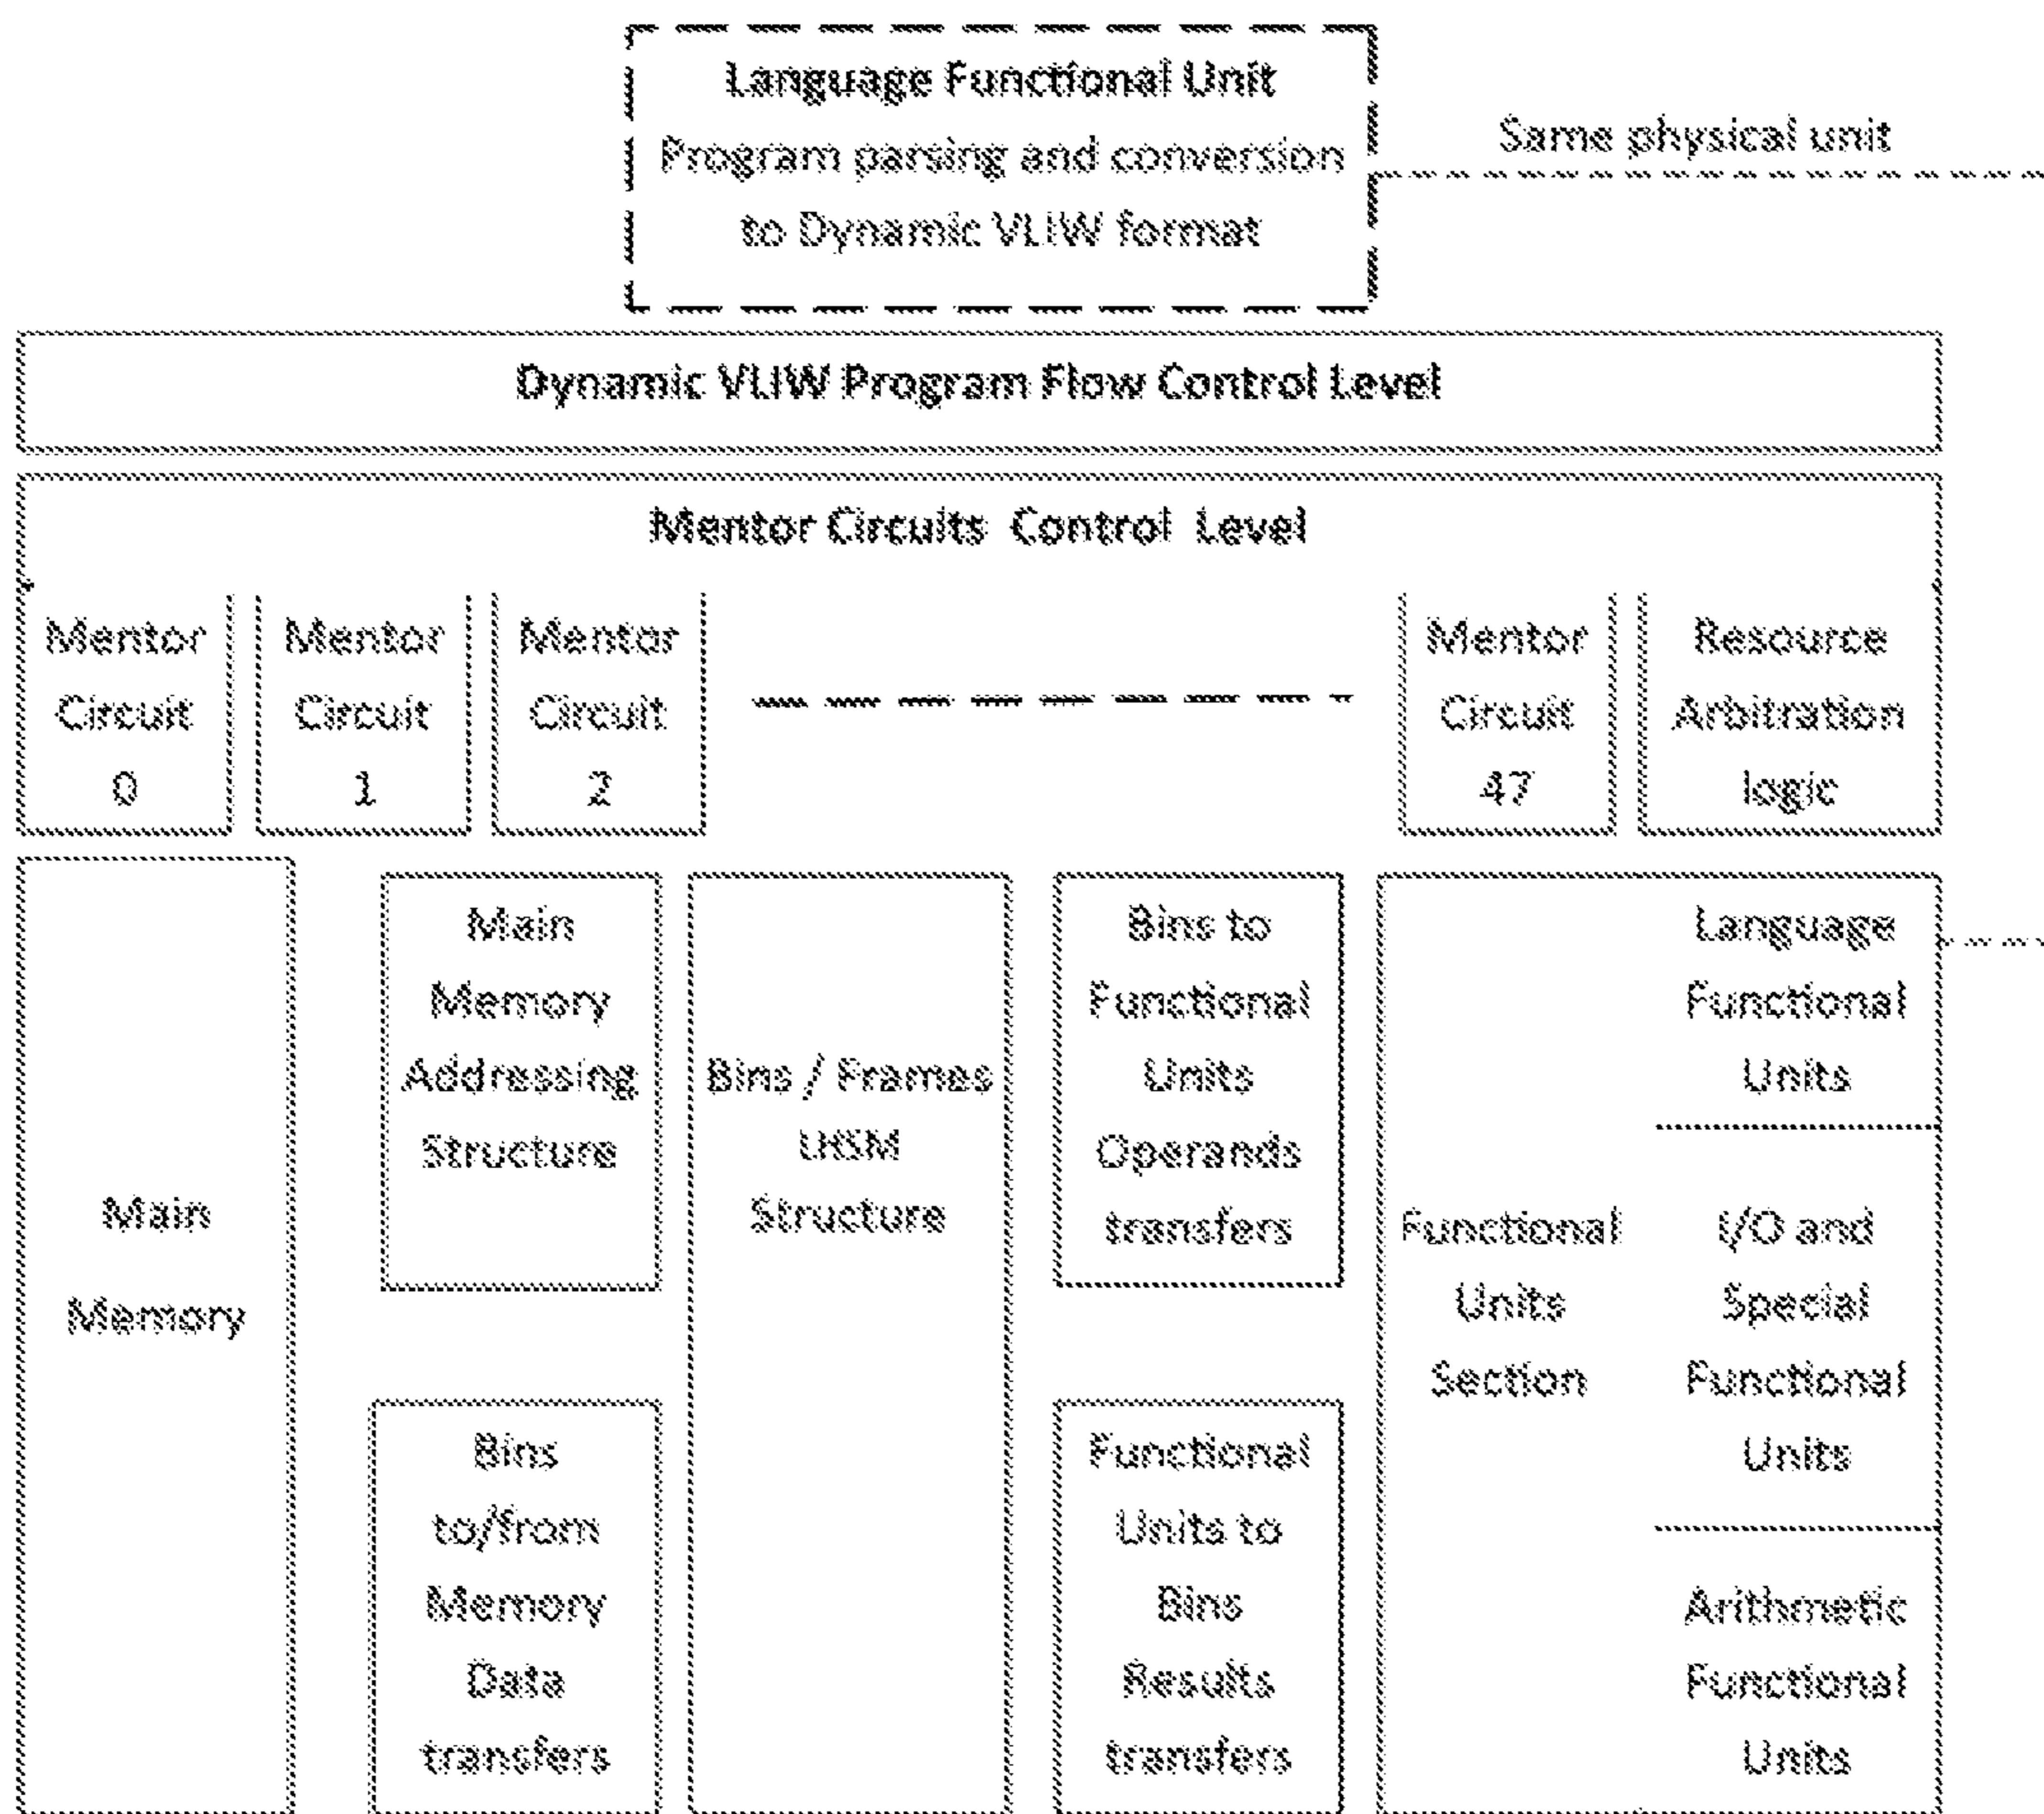 Language Functional Unit
Program parsing and conversion
to Dynamic VLIW format
Same physical unit
Dynamic VLIW Program Flow Control Level
Mentor Circuits Control Level
Mentor
Circuit
0
Mentor
Circuit
1
Mentor
Circuit
2
Mentor
Circuit
47
Resource
Arbitration
logic
Main
Memory
Main
Memory
Addressing
Structure
Bins
to/from
Memory
Data
transfers
Bins / Frames
LHSM
Structure
Bins to
Functional
Units
Operands
transfers
Functional
Units to
Bins
Results
transfers
Functional
Units
Section
Language
Functional
Units
I/O and
Special
Functional
Units
Arithmetic
Functional
Units